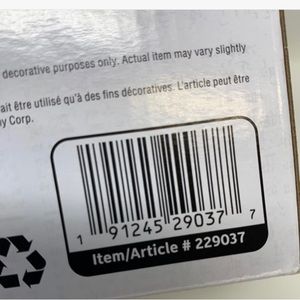 decorative purposes only. Actual item may vary slightly
ait être utilisé qu'à des fins décoratives. L'article peut être
y Corp.
1 91245 29037 7
Item/Article # 229037